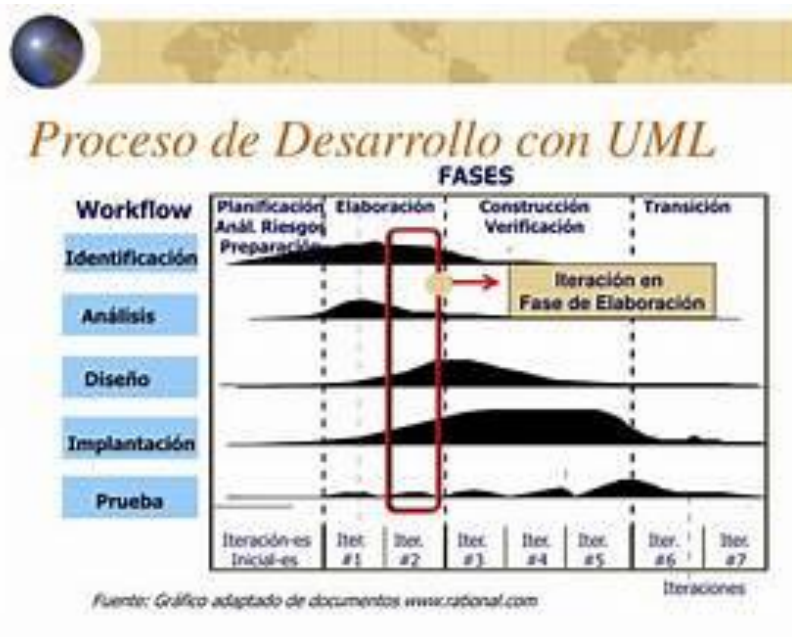 Proceso de Desarrollo con UML
FASES
Workflow
Planificación
Anál. Riesgos
Preparación
Elaboración
Construcción
Verificación
Transición
Identificación
Iteración en
Fase de Elaboración
Análisis
Diseño
Implantación
Prueba
Iteración-es
Inicial-es
Iter.
#1
Iter.
#2
Iter.
#3
Iter.
#4
Iter.
#5
Iter.
#6
Iter.
#7
Iteraciones
Fuente: Gráfico adaptado de documentos www.rational.com